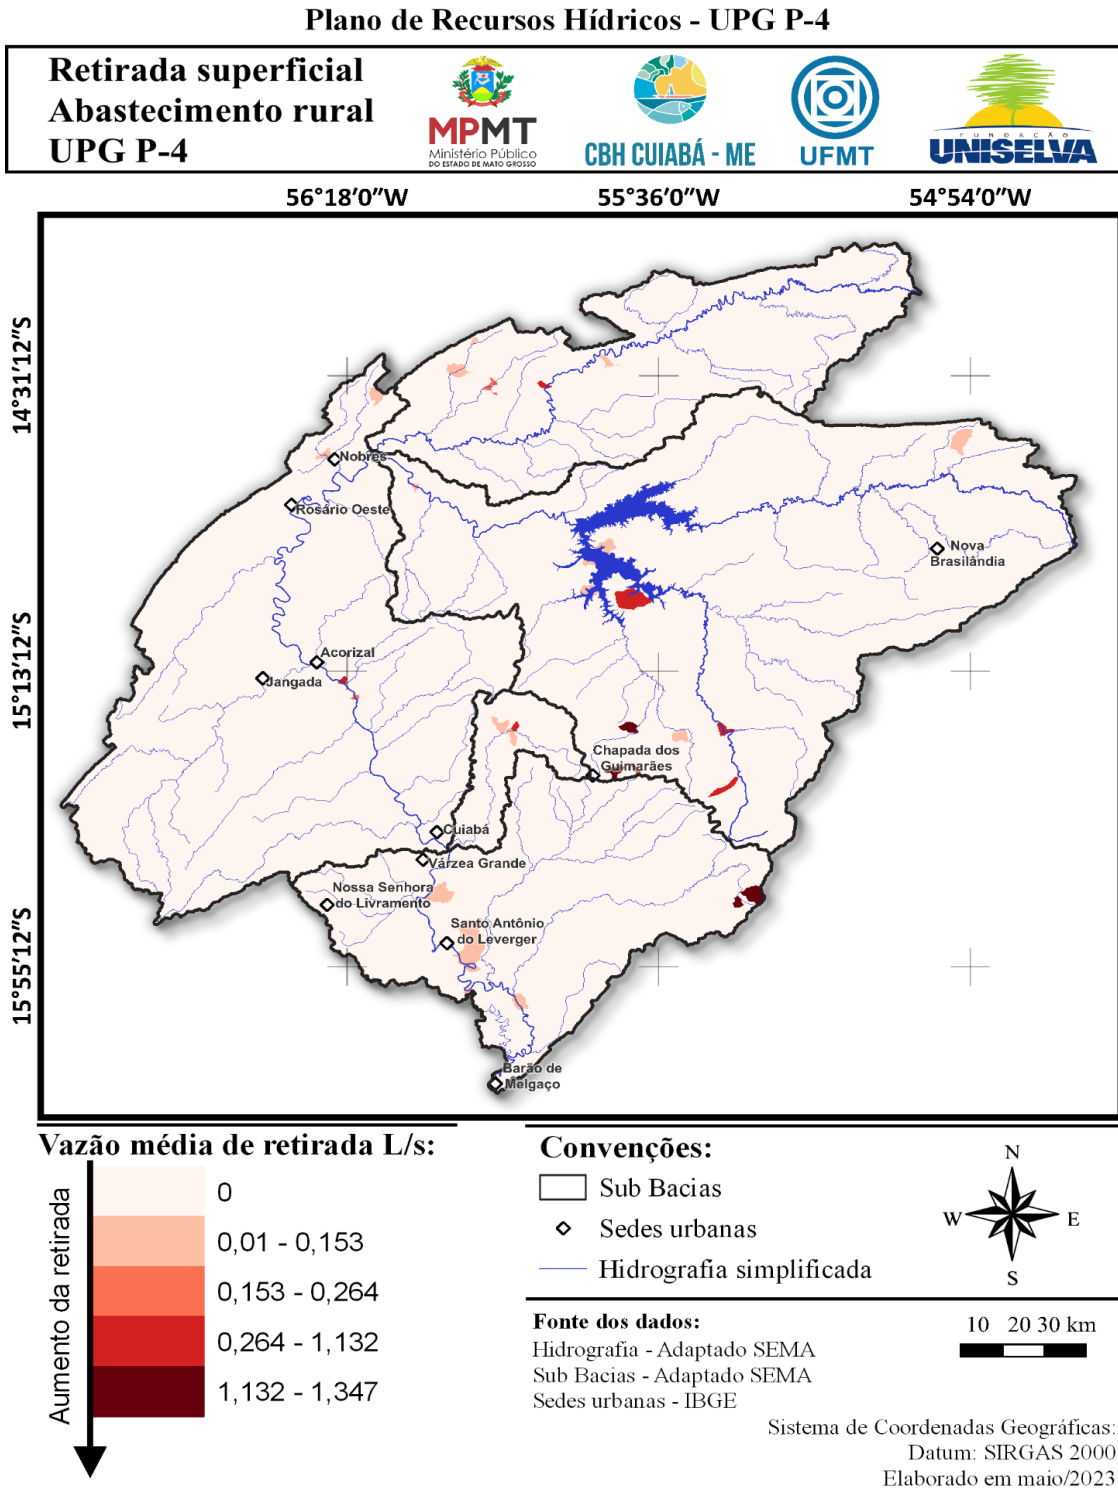 Plano de Recursos Hídricos - UPG P-4
Retirada superficial
Abastecimento rural
UPG P-4
MPMT
Ministério Público
DO ESTADO DE MATO GROSSO
CBH CUIABÁ - ME
UFMT
FUNDAÇÃO
UNISELVA
56°18'0"W
55°36'0"W
54°54'0"W
14°31'12"S
15°13'12"S
15°55'12"S
Nobres
Rosário Oeste
Nova
Brasilândia
Acorizal
Jangada
Chapada dos
Guimarães
Cuiabá
Várzea Grande
Nossa Senhora
do Livramento
Santo Antônio
do Leverger
Barão de
Melgaço
Vazão média de retirada L/s:
Aumento da retirada
0
0,01 - 0,153
0,153 - 0,264
0,264 - 1,132
1,132 - 1,347
Convenções:
Sub Bacias
Sedes urbanas
Hidrografia simplificada
N
W
E
S
Fonte dos dados:
Hidrografia - Adaptado SEMA
Sub Bacias - Adaptado SEMA
Sedes urbanas - IBGE
10 20 30 km
Sistema de Coordenadas Geográficas:
Datum: SIRGAS 2000
Elaborado em maio/2023